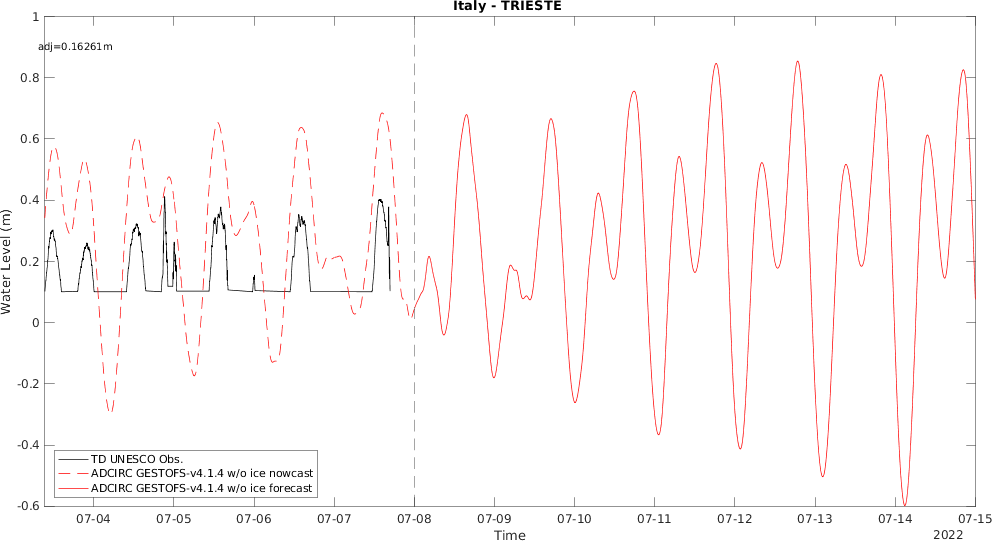 Italy - TRIESTE
adj=0.16261m
1
0.8
0.6
0.4
0.2
0
-0.2
-0.4
-0.6
Water Level (m)
TD UNESCO Obs.
ADCIRC GESTOFS-v4.1.4 w/o ice nowcast
ADCIRC GESTOFS-v4.1.4 w/o ice forecast
07-04 07-05 07-06 07-07 07-08 07-09 07-10 07-11 07-12 07-13 07-14 07-15
Time
2022